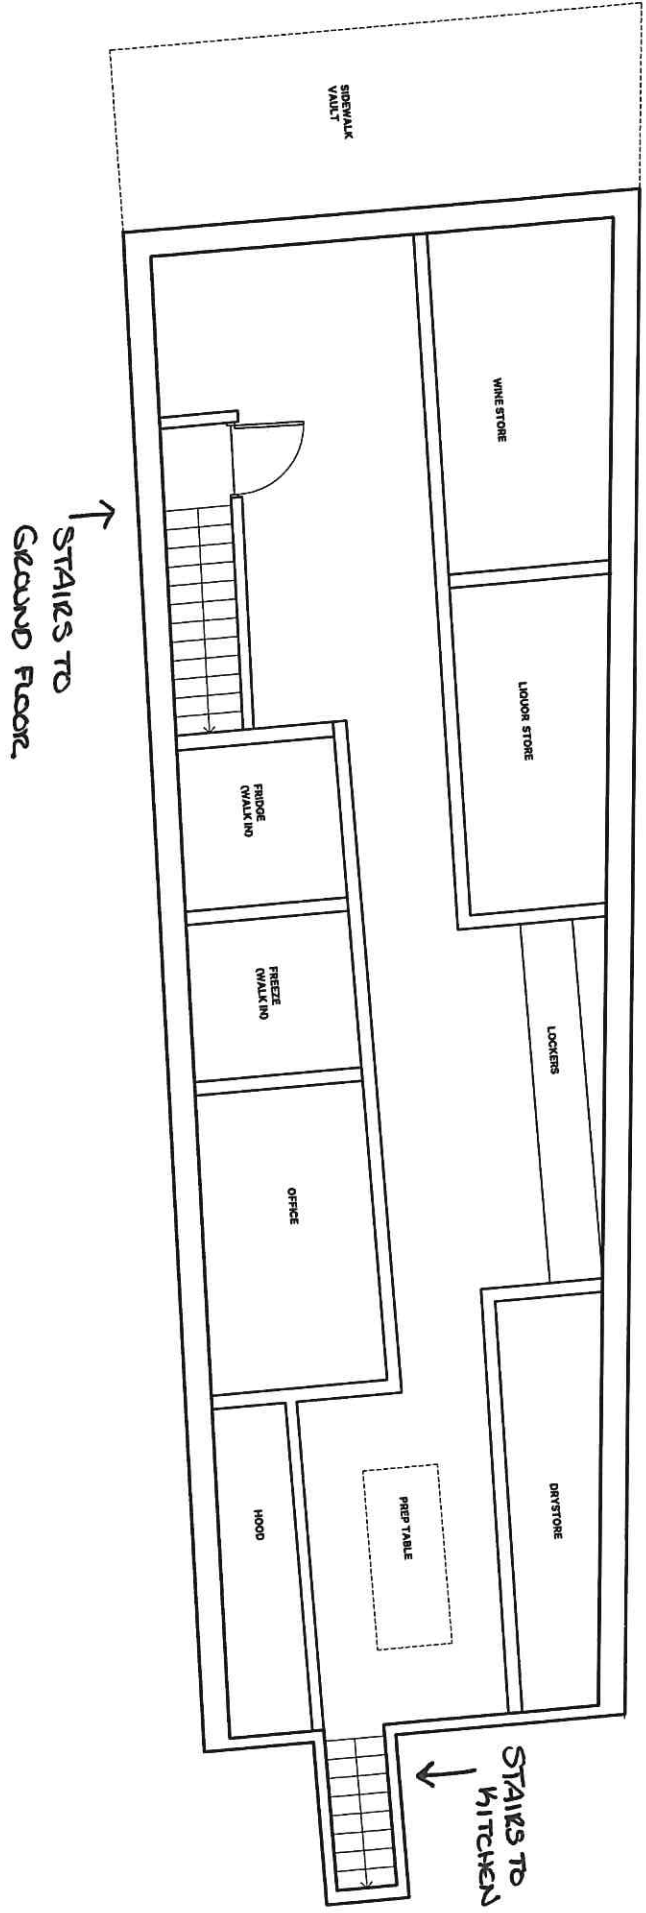 SIDEWALK
VAULT
WINE STORE
LIQUOR STORE
STAIRS TO
GROUND FLOOR.
FRIDGE
(WALK IN)
FREEZE
(WALK IN)
LOCKERS
OFFICE
DRYSTORE
PREP TABLE
HOOD
STAIRS TO
KITCHEN